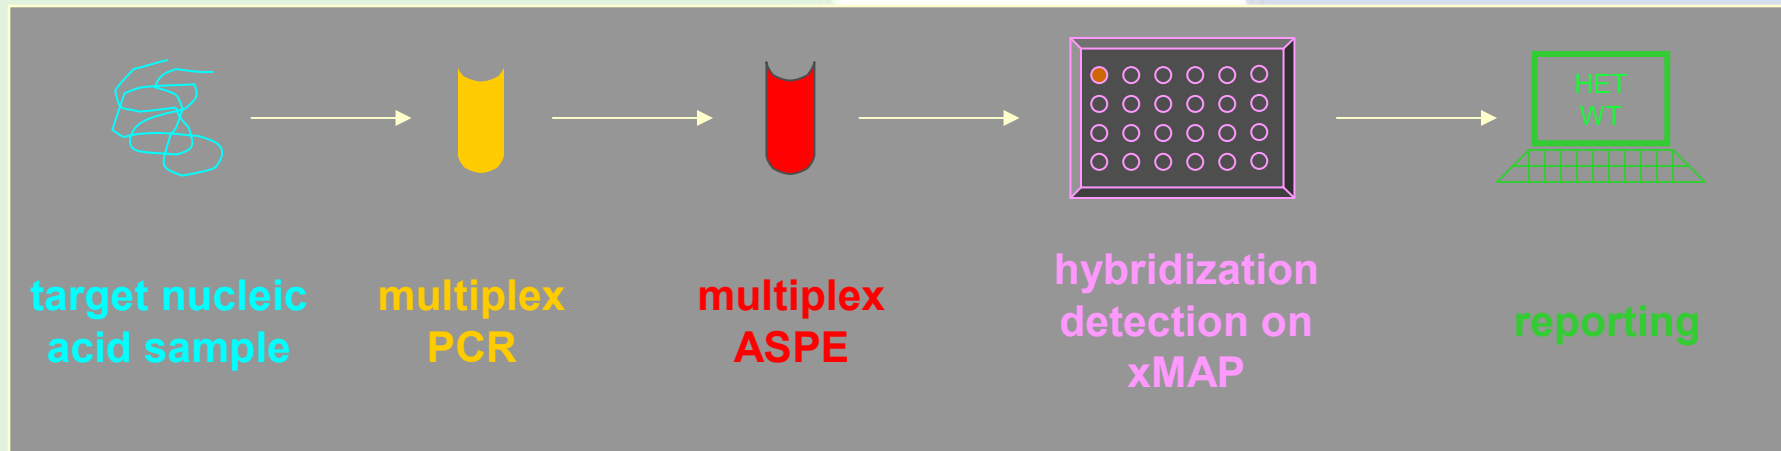 HET
WT
target nucleic
acid sample
multiplex
PCR
multiplex
ASPE
hybridization
detection on
xMAP
reporting